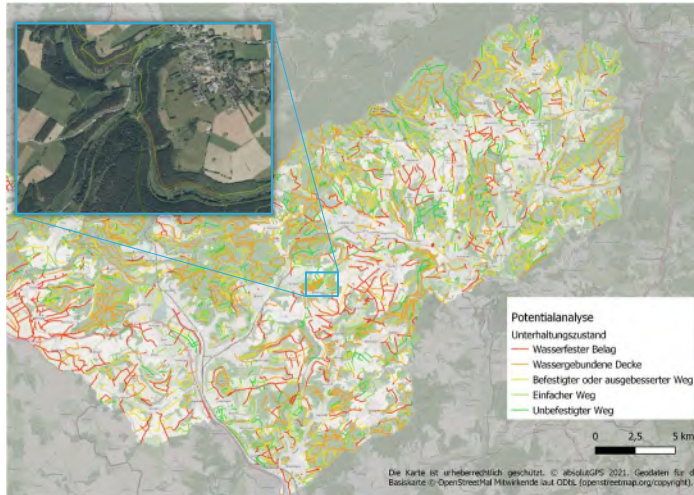 Potentialanalyse
Unterhaltungszustand
Wasserfester Belag
Wassergebundene Decke
Befestigter oder ausgebesserter Weg
Einfacher Weg
Unbefestigter Weg
0 2,5 5 km
Die Karte ist urheberrechtlich geschützt. © absolutGPS 2021. Geodaten für d
Basiskarte © OpenStreetMal Mitwirkende laut ODbL (openstreetmap.org/copyright).